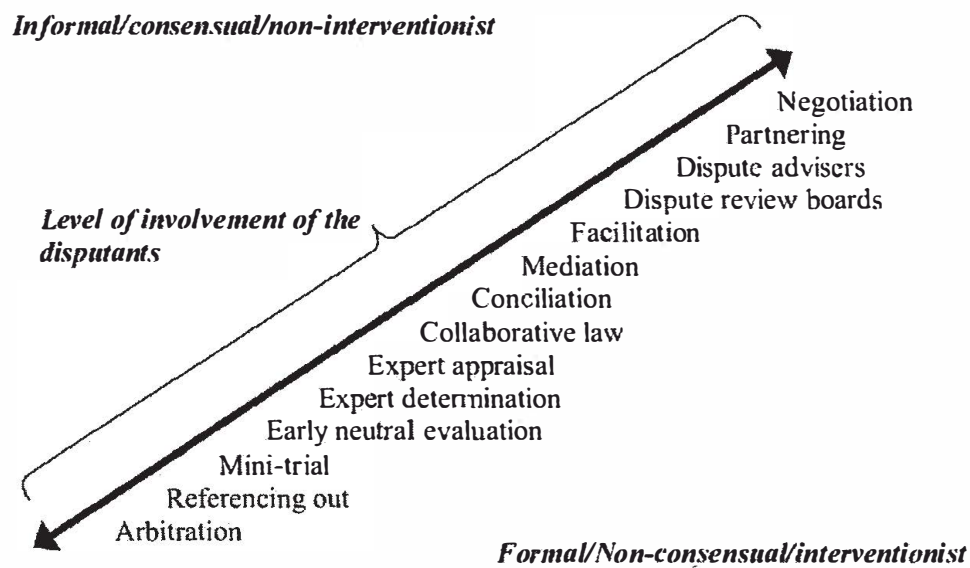 Informal/consensual/non-interventionist
Negotiation
Partnering
Dispute advisers
Dispute review boards
Level of involvement of the
disputants
Facilitation
Mediation
Conciliation
Collaborative law
Expert appraisal
Expert determination
Early neutral evaluation
Mini-trial
Referencing out
Arbitration
Formal/Non-consensual/interventionist